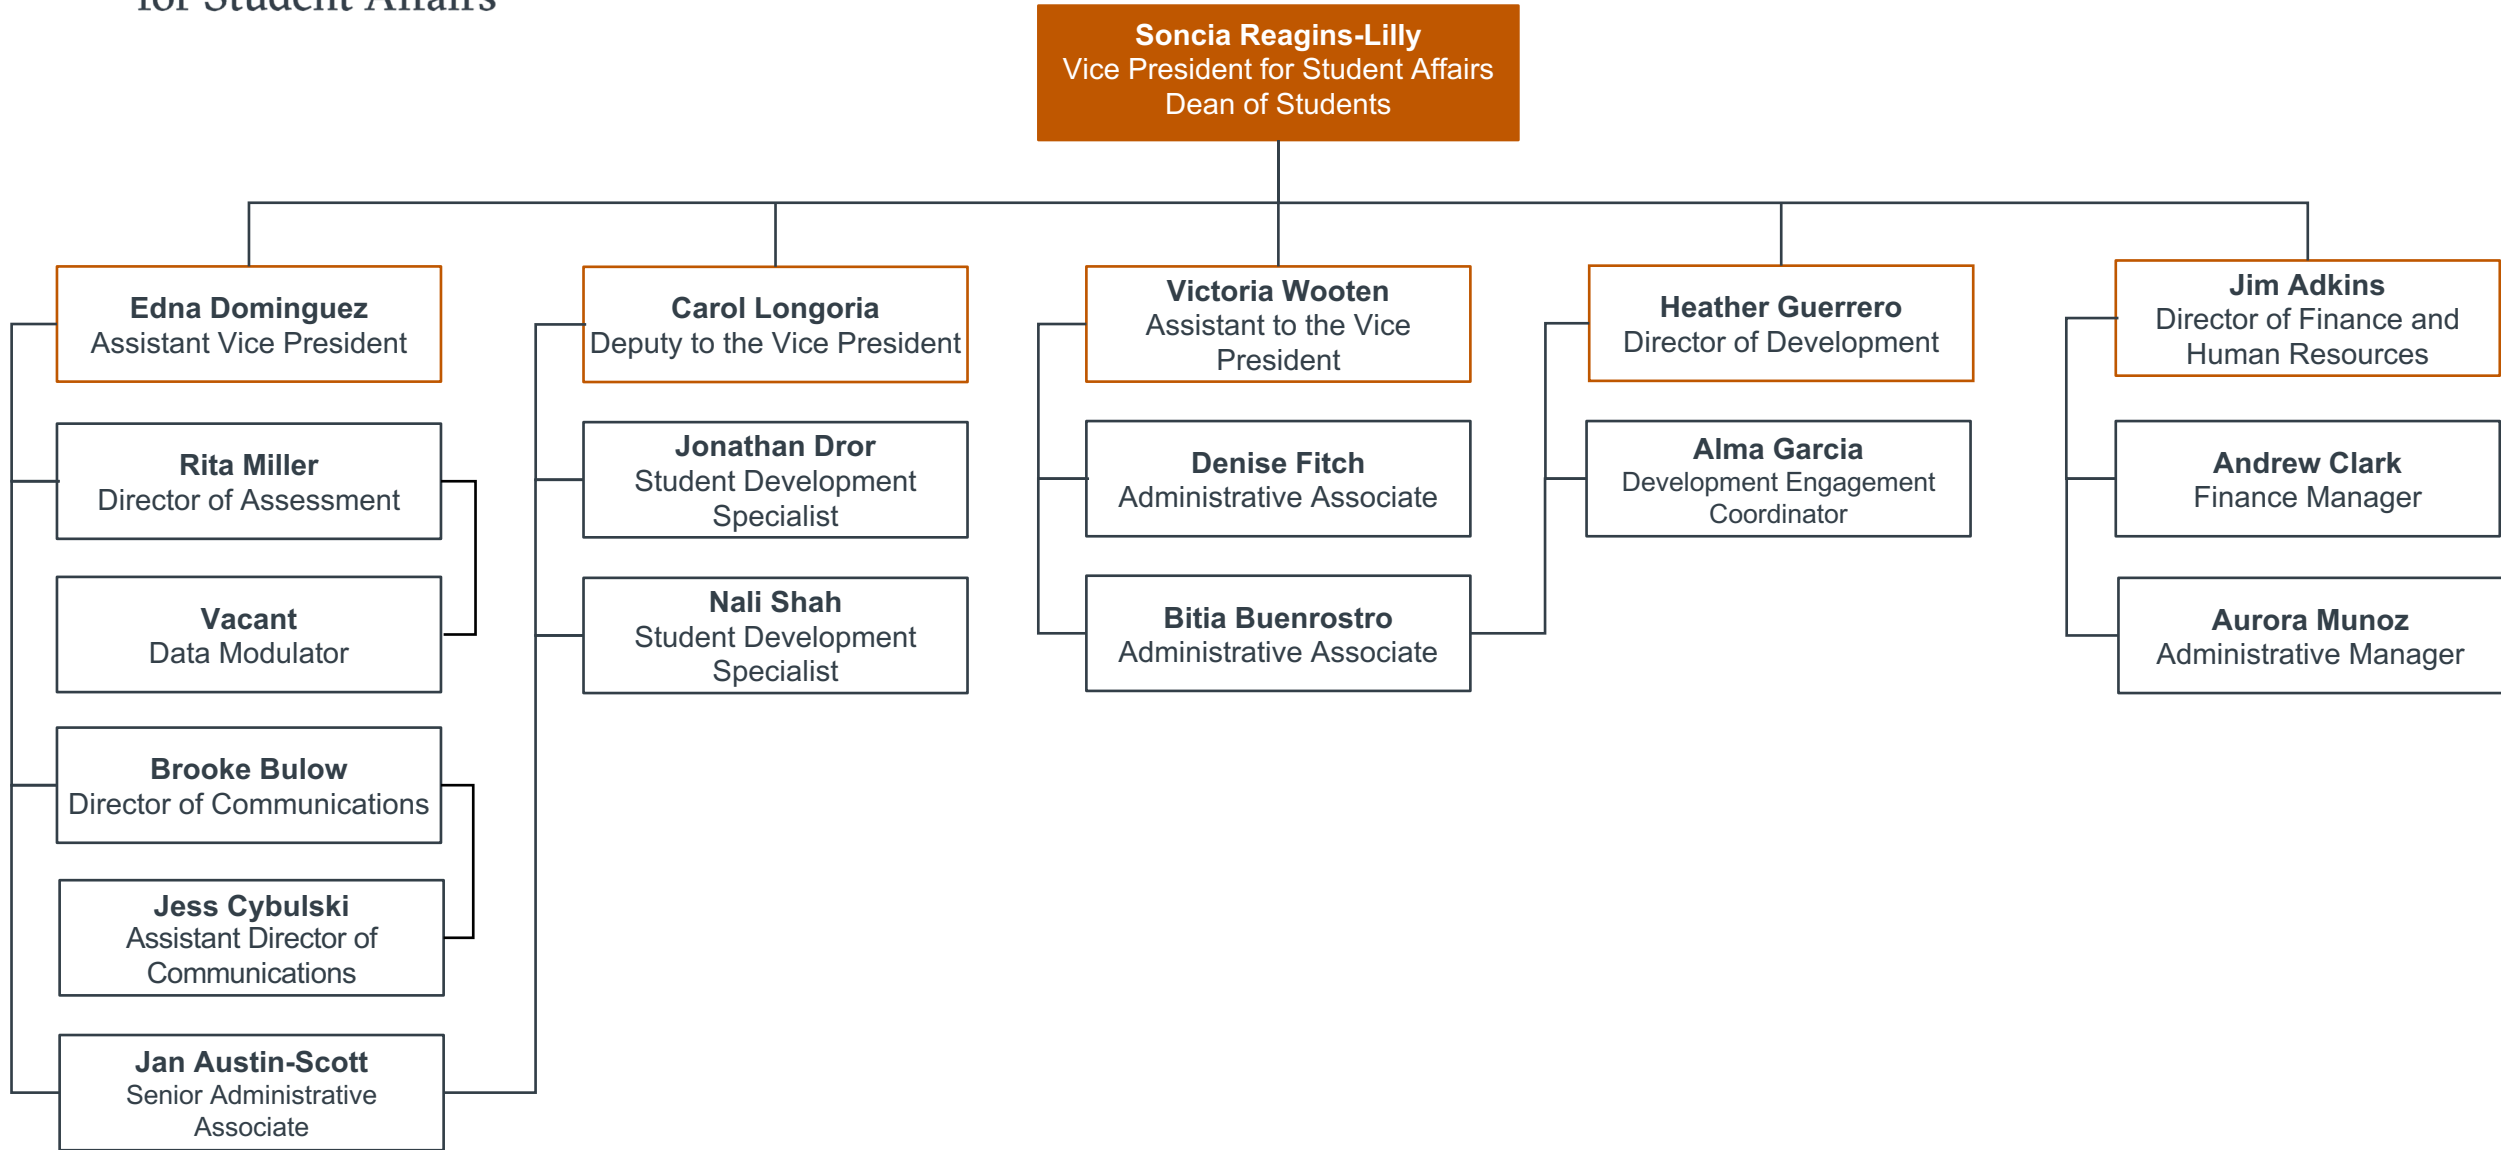 for Student Affairs
Soncia Reagins-Lilly
Vice President for Student Affairs
Dean of Students
Edna Dominguez
Assistant Vice President
Carol Longoria
Deputy to the Vice President
Victoria Wooten
Assistant to the Vice
President
Heather Guerrero
Director of Development
Jim Adkins
Director of Finance and
Human Resources
Rita Miller
Director of Assessment
Jonathan Dror
Student Development
Specialist
Denise Fitch
Administrative Associate
Alma Garcia
Development Engagement
Coordinator
Andrew Clark
Finance Manager
Vacant
Data Modulator
Nali Shah
Student Development
Specialist
Bitia Buenrostro
Administrative Associate
Aurora Munoz
Administrative Manager
Brooke Bulow
Director of Communications
Jess Cybulski
Assistant Director of
Communications
Jan Austin-Scott
Senior Administrative
Associate